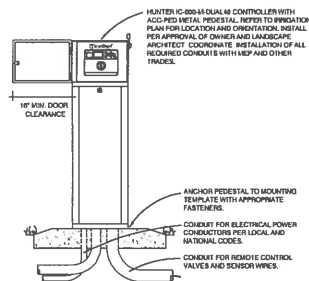 HUNTER IC-600-M-DUAL48 CONTROLLER WITH
ACC-PED METAL PEDESTAL. REFER TO IRRIGATION
PLAN FOR LOCATION AND ORIENTATION. INSTALL
PER APPROVAL OF OWNER AND LANDSCAPE
ARCHITECT COORDINATE INSTALLATION OF ALL
REQUIRED CONDUITS WITH MEP AND OTHER
TRADES.
16" MIN. DOOR
CLEARANCE
ANCHOR PEDESTAL TO MOUNTING
TEMPLATE WITH APPROPRIATE
FASTENERS.
CONDUIT FOR ELECTRICAL POWER
CONDUCTORS PER LOCAL AND
NATIONAL CODES.
CONDUIT FOR REMOTE CONTROL
VALVES AND SENSOR WIRES.